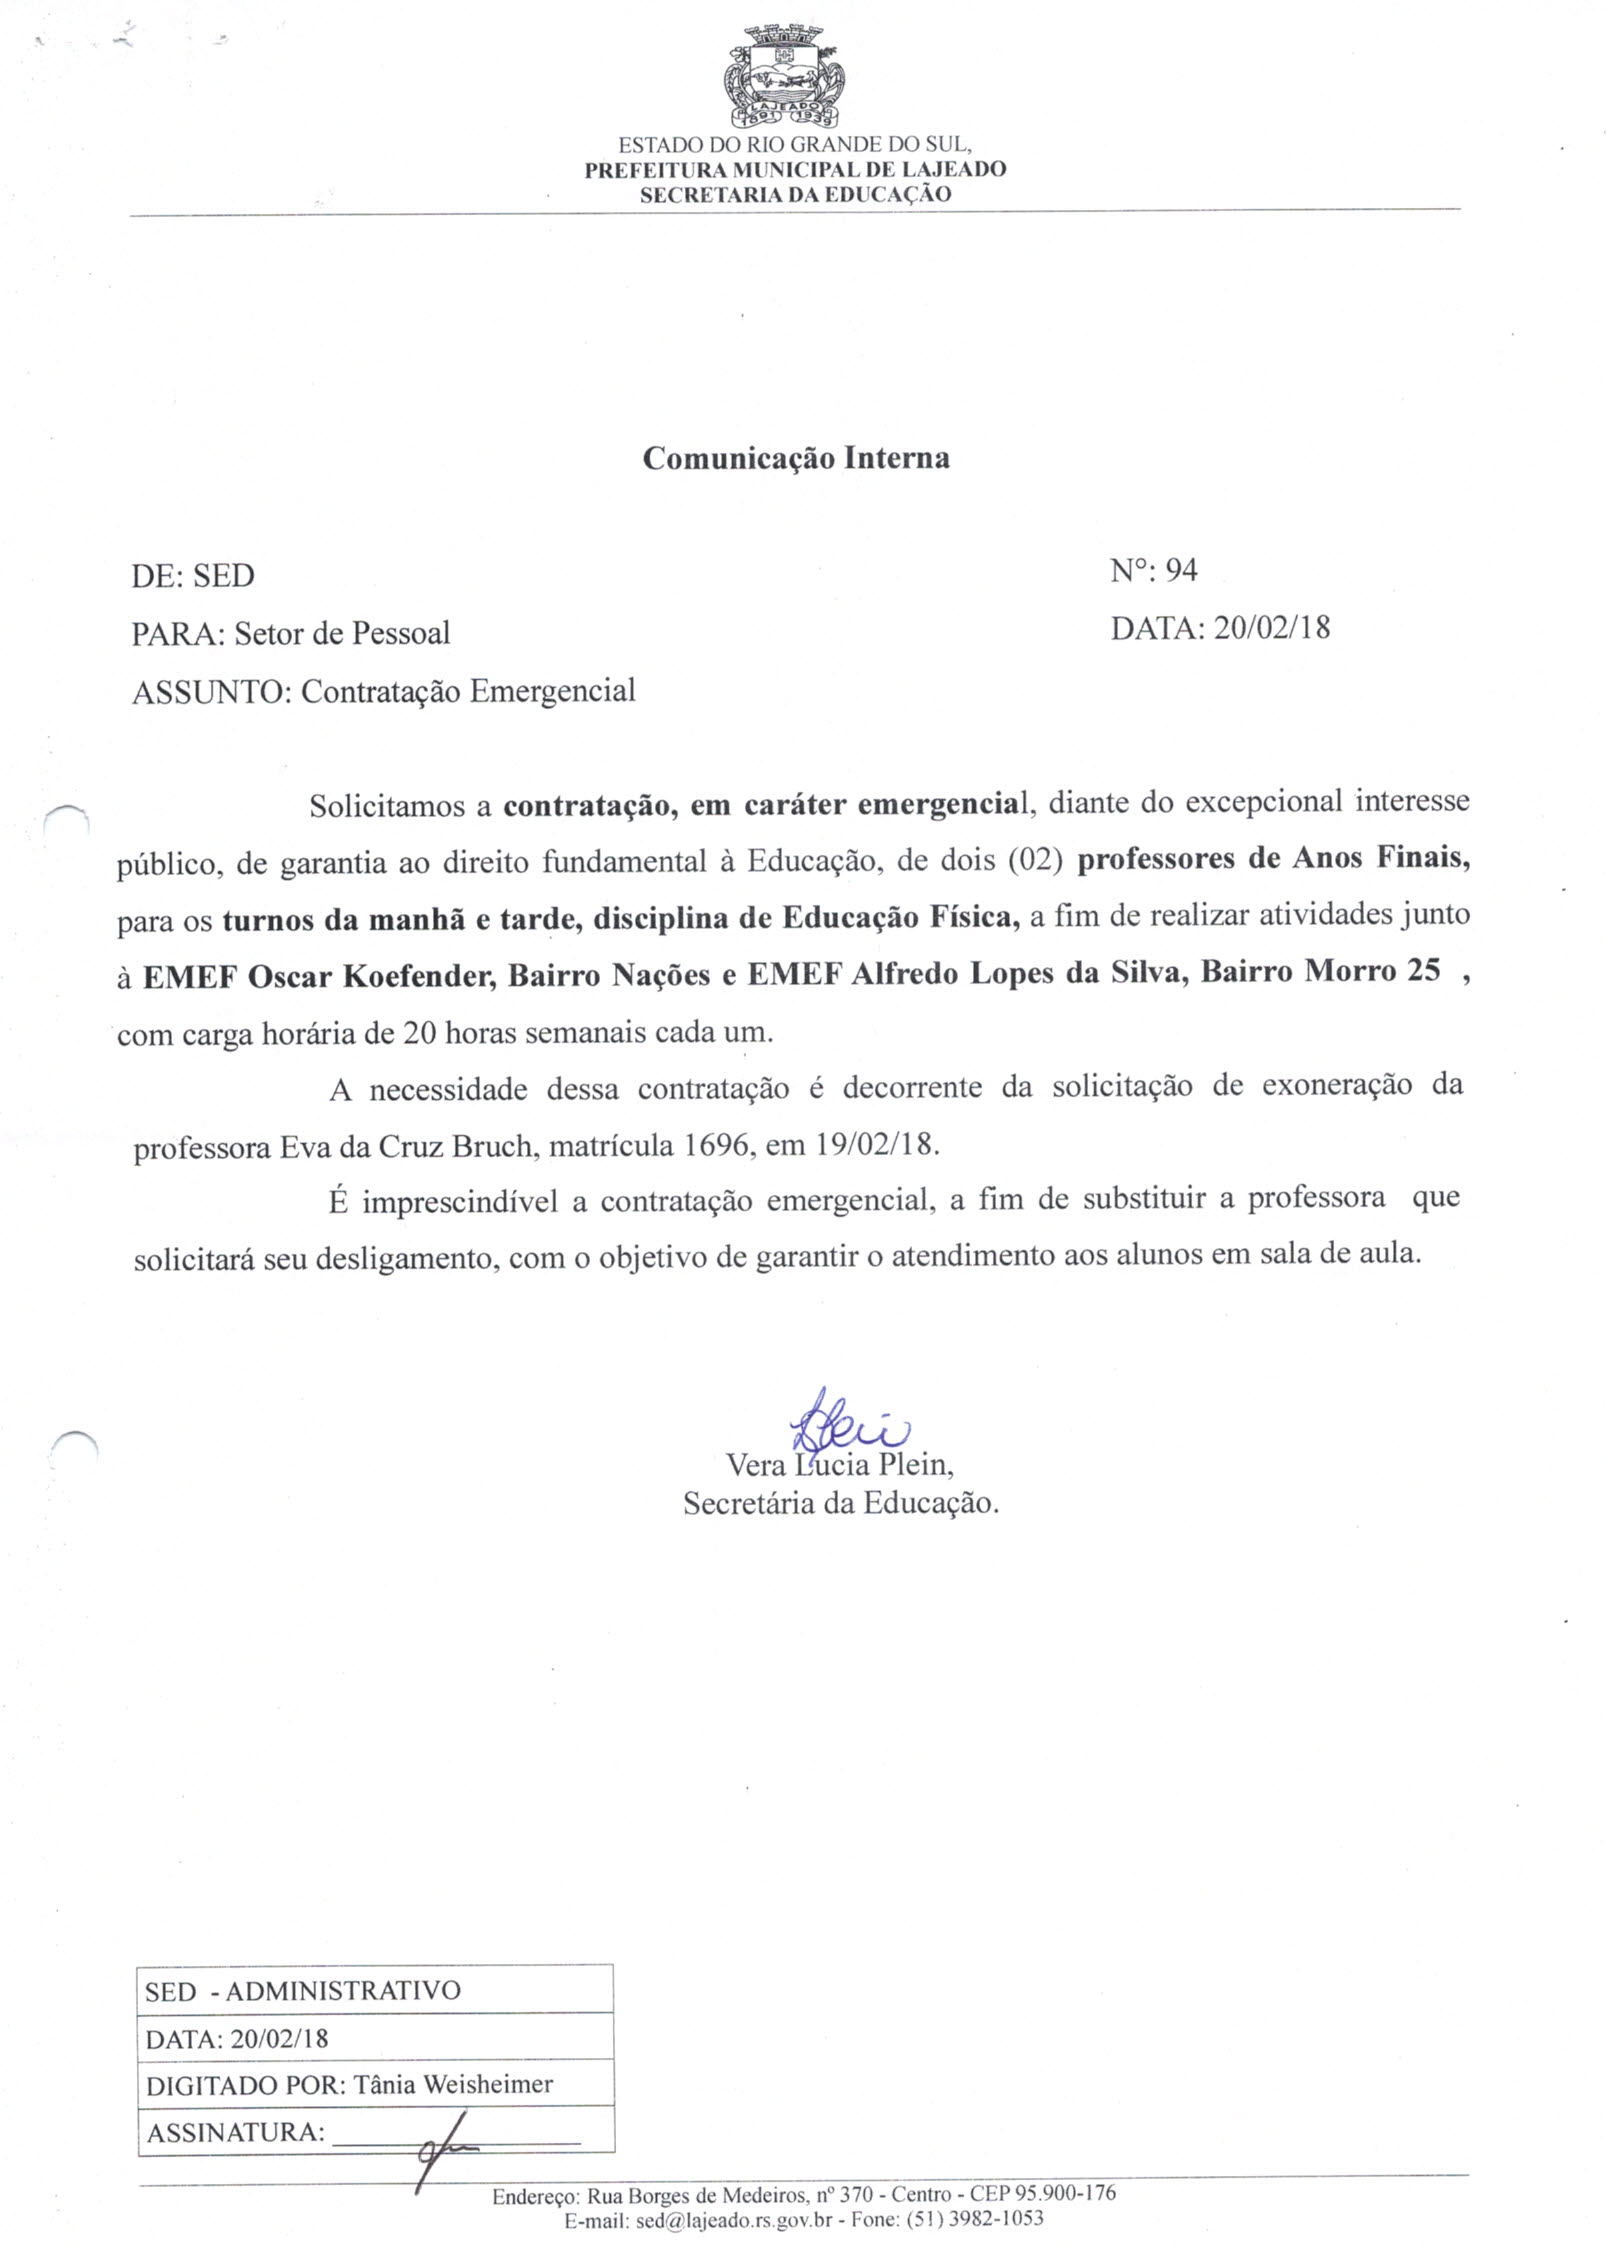 LAJEADO
1891 1939
ESTADO DO RIO GRANDE DO SUL,
PREFEITURA MUNICIPAL DE LAJEADO
SECRETARIA DA EDUCAÇÃO
Comunicação Interna
DE: SED
Nº: 94
PARA: Setor de Pessoal
DATA: 20/02/18
ASSUNTO: Contratação Emergencial
Solicitamos a contratação, em caráter emergencial, diante do excepcional interesse
público, de garantia ao direito fundamental à Educação, de dois (02) professores de Anos Finais,
para os turnos da manhã e tarde, disciplina de Educação Física, a fim de realizar atividades junto
à EMEF Oscar Koefender, Bairro Nações e EMEF Alfredo Lopes da Silva, Bairro Morro 25 ,
com carga horária de 20 horas semanais cada um.
A necessidade dessa contratação é decorrente da solicitação de exoneração da
professora Eva da Cruz Bruch, matrícula 1696, em 19/02/18.
É imprescindível a contratação emergencial, a fim de substituir a professora que
solicitará seu desligamento, com o objetivo de garantir o atendimento aos alunos em sala de aula.
Vera Lucia Plein,
Secretária da Educação.
SED - ADMINISTRATIVO
DATA: 20/02/18
DIGITADO POR: Tânia Weisheimer
ASSINATURA:
Endereço: Rua Borges de Medeiros, nº 370 - Centro - CEP 95.900-176
E-mail: sed@lajeado.rs.gov.br - Fone: (51) 3982-1053